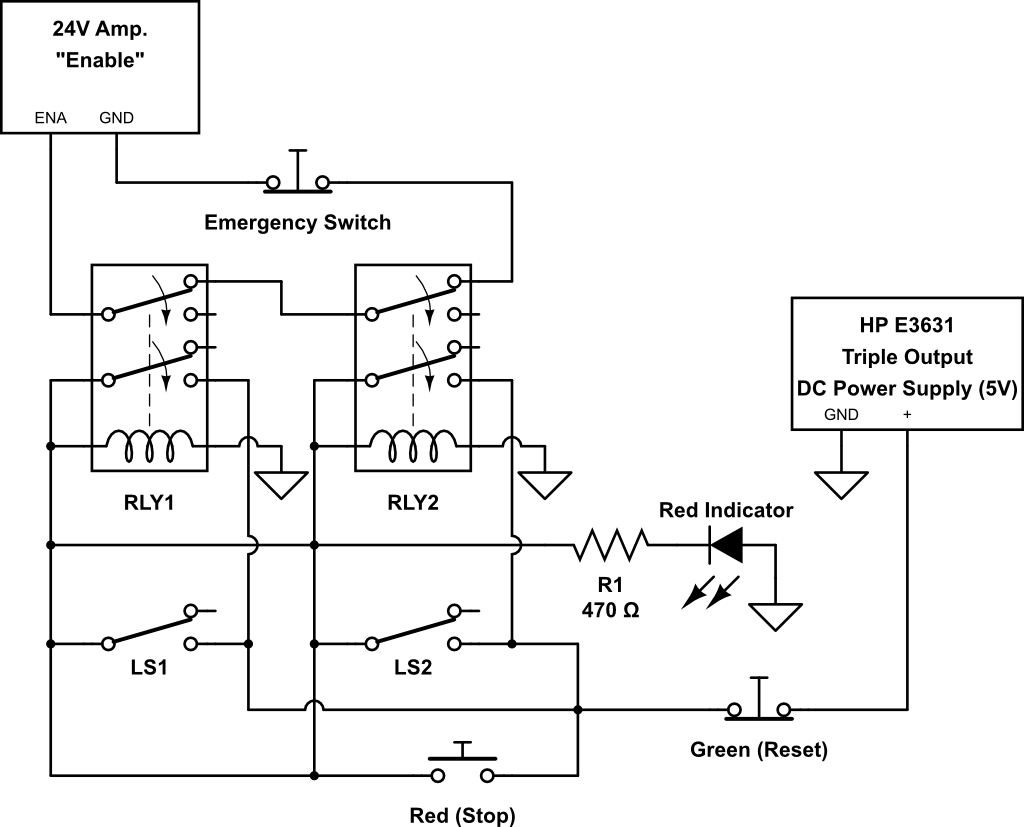 24V Amp.
"Enable"
ENA GND
Emergency Switch
HP E3631
Triple Output
DC Power Supply (5V)
GND +
RLY1 RLY2
Red Indicator
R1
470 Ω
LS1 LS2
Green (Reset)
Red (Stop)